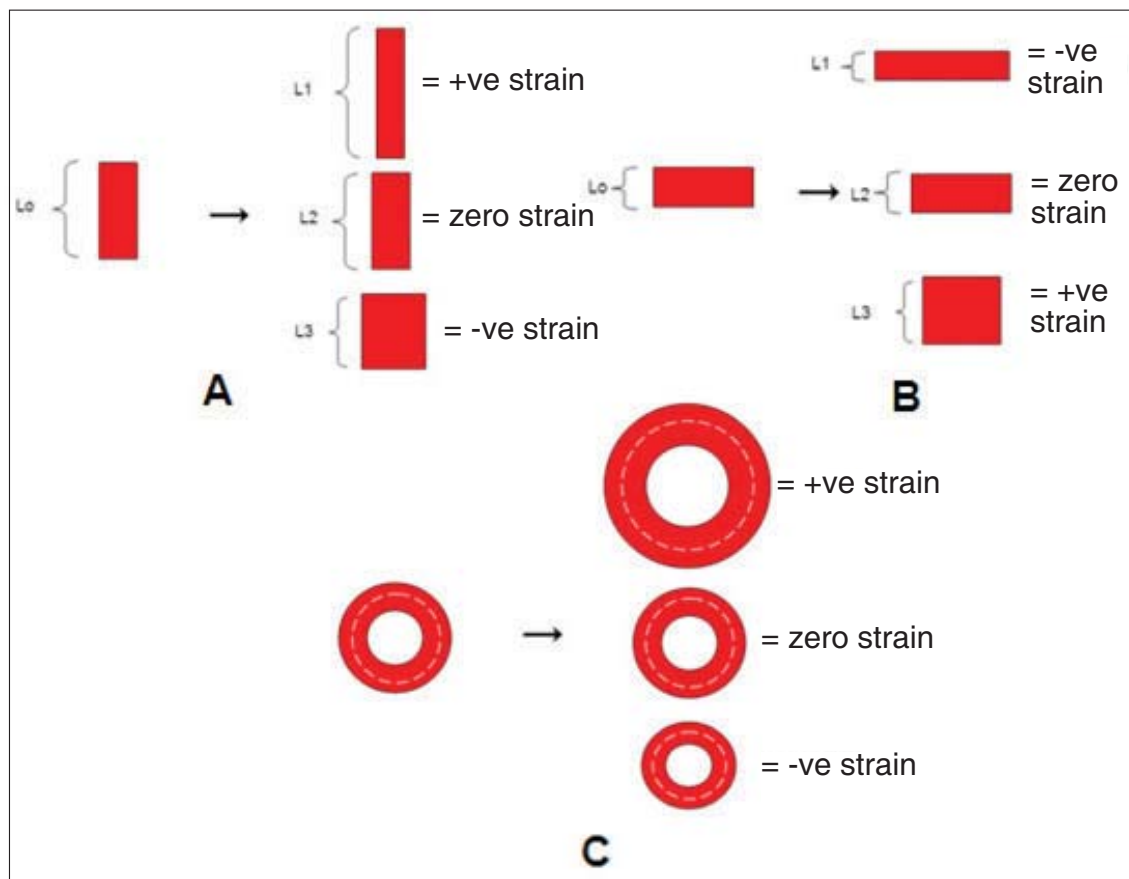 L1
= +ve strain
Lo
L2
= zero strain
L3
= -ve strain
A
L1
= -ve
strain
Lo
L2
= zero
strain
L3
= +ve
strain
B
= +ve strain
= zero strain
= -ve strain
C